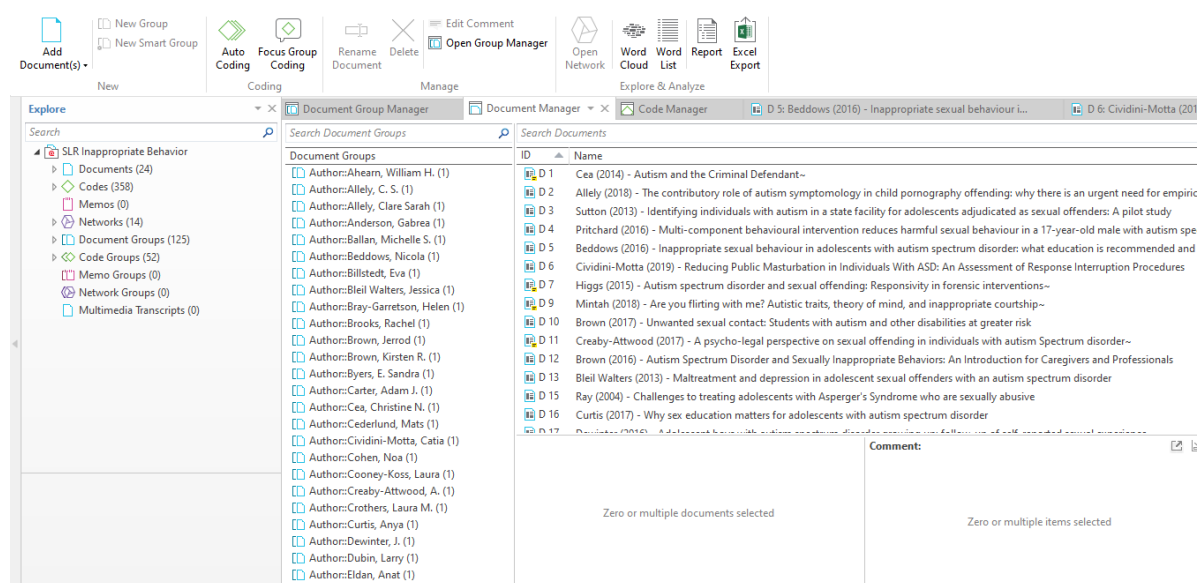 New Group
New Smart Group
Add
Document(s)
New
Auto
Coding
Focus Group
Coding
Coding
Rename
Document
Delete
Edit Comment
Open Group Manager
Manage
Open
Network
Word
Cloud
Word
List
Report
Excel
Export
Explore & Analyze
Explore
Search
SLR Inappropriate Behavior
Documents (24)
Codes (358)
Memos (0)
Networks (14)
Document Groups (125)
Code Groups (52)
Memo Groups (0)
Network Groups (0)
Multimedia Transcripts (0)
Document Group Manager
Document Manager
Code Manager
D 5: Beddows (2016) - Inappropriate sexual behaviour i...
D 6: Cividini-Motta (201
Search Document Groups
Document Groups
Author::Ahearn, William H. (1)
Author::Allely, C. S. (1)
Author::Allely, Clare Sarah (1)
Author::Anderson, Gabrea (1)
Author::Ballan, Michelle S. (1)
Author::Beddows, Nicola (1)
Author::Billstedt, Eva (1)
Author::Bleil Walters, Jessica (1)
Author::Bray-Garretson, Helen (1)
Author::Brooks, Rachel (1)
Author::Brown, Jerrod (1)
Author::Brown, Kirsten R. (1)
Author::Byers, E. Sandra (1)
Author::Carter, Adam J. (1)
Author::Cea, Christine N. (1)
Author::Cederlund, Mats (1)
Author::Cividini-Motta, Catia (1)
Author::Cohen, Noa (1)
Author::Cooney-Koss, Laura (1)
Author::Creaby-Attwood, A. (1)
Author::Crothers, Laura M. (1)
Author::Curtis, Anya (1)
Author::Dewinter, J. (1)
Author::Dubin, Larry (1)
Author::Eldan, Anat (1)
Search Documents
ID Name
D 1 Cea (2014) - Autism and the Criminal Defendant~
D 2 Allely (2018) - The contributory role of autism symptomology in child pornography offending: why there is an urgent need for empiric
D 3 Sutton (2013) - Identifying individuals with autism in a state facility for adolescents adjudicated as sexual offenders: A pilot study
D 4 Pritchard (2016) - Multi-component behavioural intervention reduces harmful sexual behaviour in a 17-year-old male with autism spe
D 5 Beddows (2016) - Inappropriate sexual behaviour in adolescents with autism spectrum disorder: what education is recommended and
D 6 Cividini-Motta (2019) - Reducing Public Masturbation in Individuals With ASD: An Assessment of Response Interruption Procedures
D 7 Higgs (2015) - Autism spectrum disorder and sexual offending: Responsivity in forensic interventions~
D 9 Mintah (2018) - Are you flirting with me? Autistic traits, theory of mind, and inappropriate courtship~
D 10 Brown (2017) - Unwanted sexual contact: Students with autism and other disabilities at greater risk
D 11 Creaby-Attwood (2017) - A psycho-legal perspective on sexual offending in individuals with autism Spectrum disorder~
D 12 Brown (2016) - Autism Spectrum Disorder and Sexually Inappropriate Behaviors: An Introduction for Caregivers and Professionals
D 13 Bleil Walters (2013) - Maltreatment and depression in adolescent sexual offenders with an autism spectrum disorder
D 15 Ray (2004) - Challenges to treating adolescents with Asperger's Syndrome who are sexually abusive
D 16 Curtis (2017) - Why sex education matters for adolescents with autism spectrum disorder
D 17
Zero or multiple documents selected
Comment:
Zero or multiple items selected